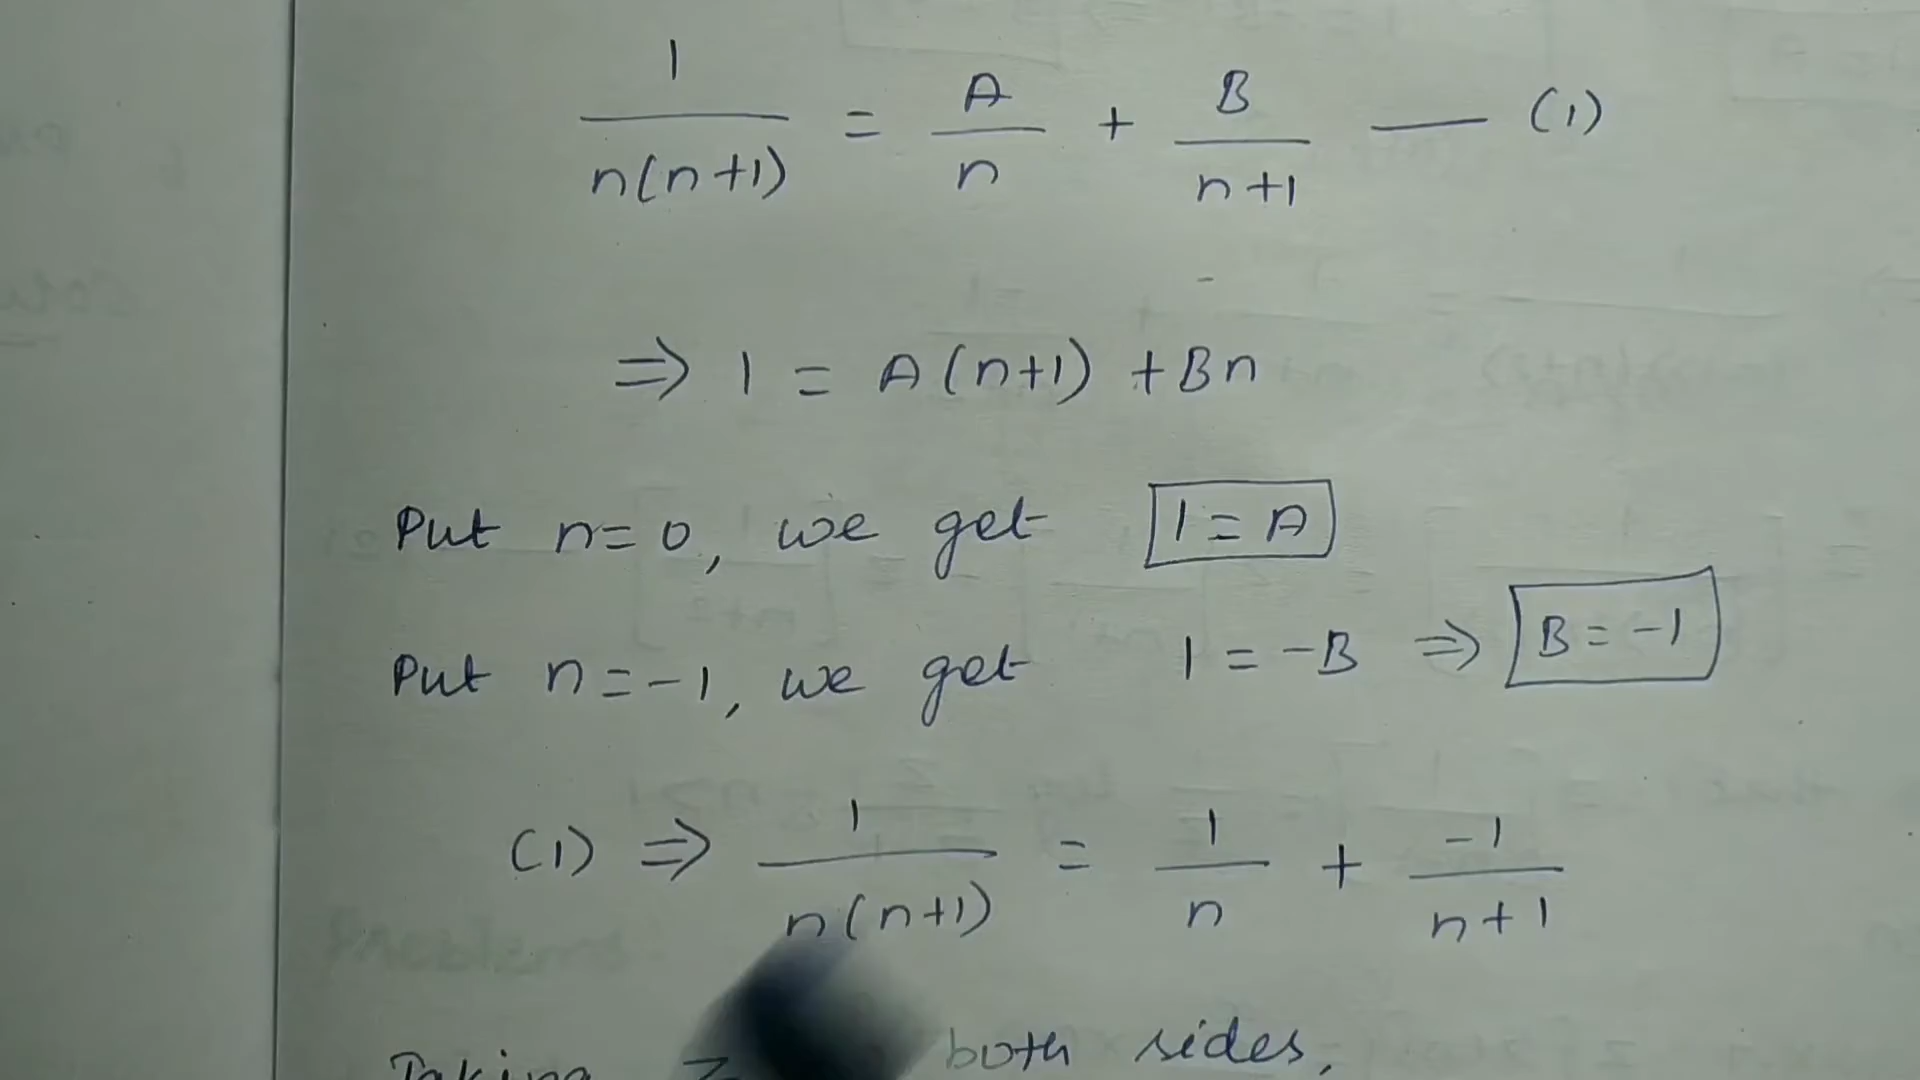 1/n(n+1) = A/n + B/n+1 — (1)
⇒ 1 = A(n+1) + Bn
Put n=0, we get 1=A
Put n=-1, we get 1=-B ⇒ B=-1
(1) ⇒ 1/n(n+1) = 1/n + -1/n+1
Taking Z both sides,